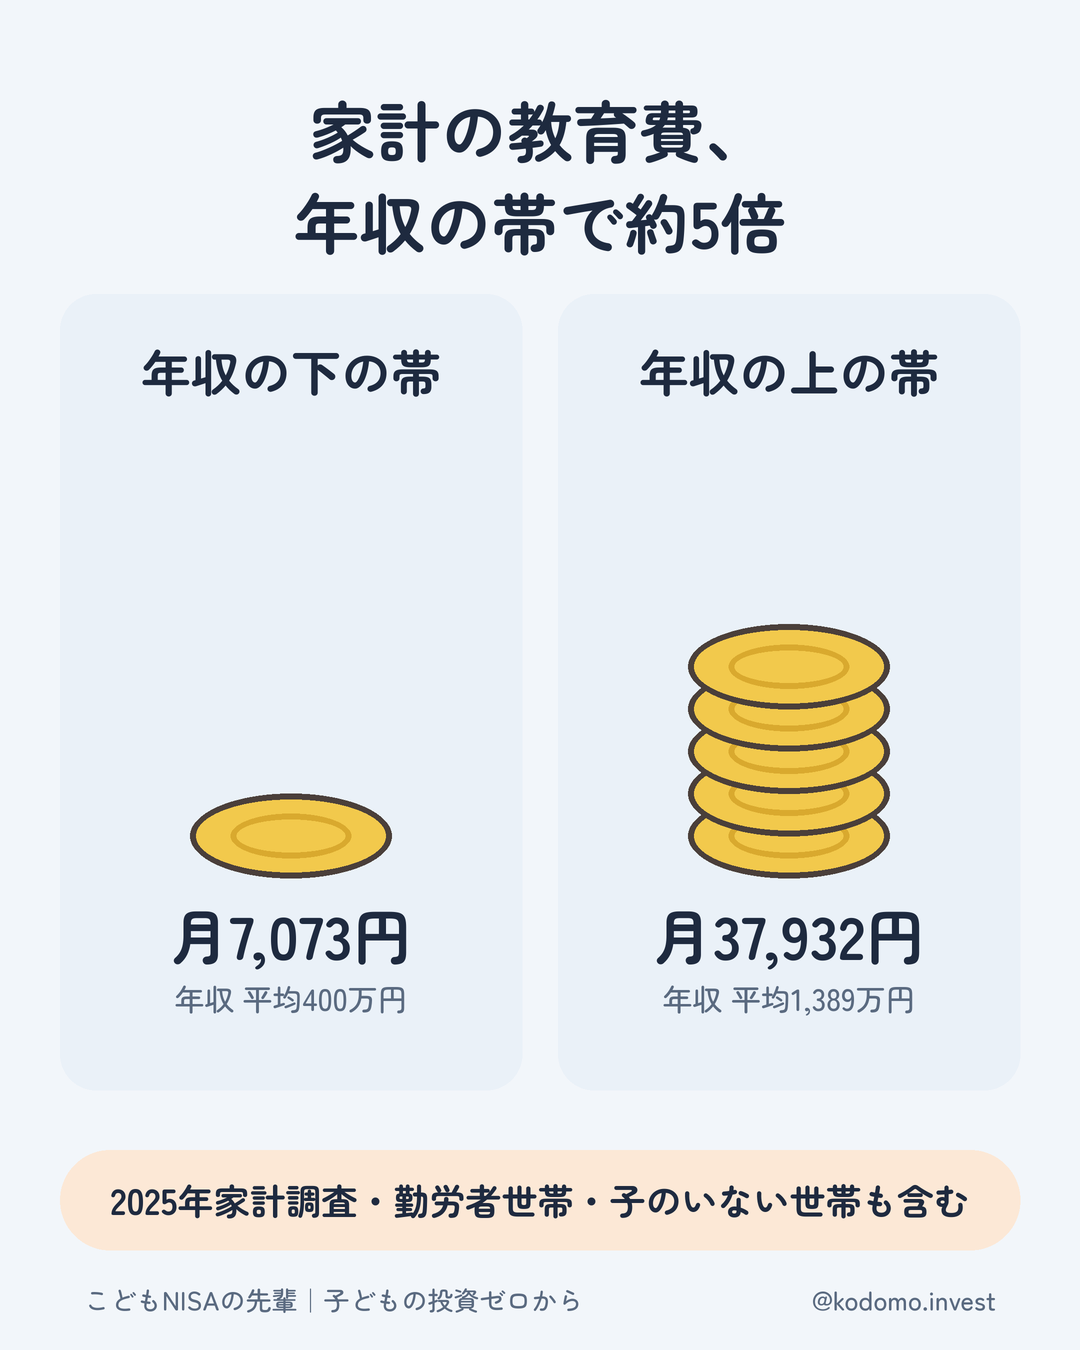 家計の教育費、
年収の帯で約5倍
年収の下の帯
月7,073円
年収 平均400万円
年収の上の帯
月37,932円
年収 平均1,389万円
2025年家計調査・勤労者世帯・子のいない世帯も含む
こどもNISAの先輩｜子どもの投資ゼロから
@kodomo.invest